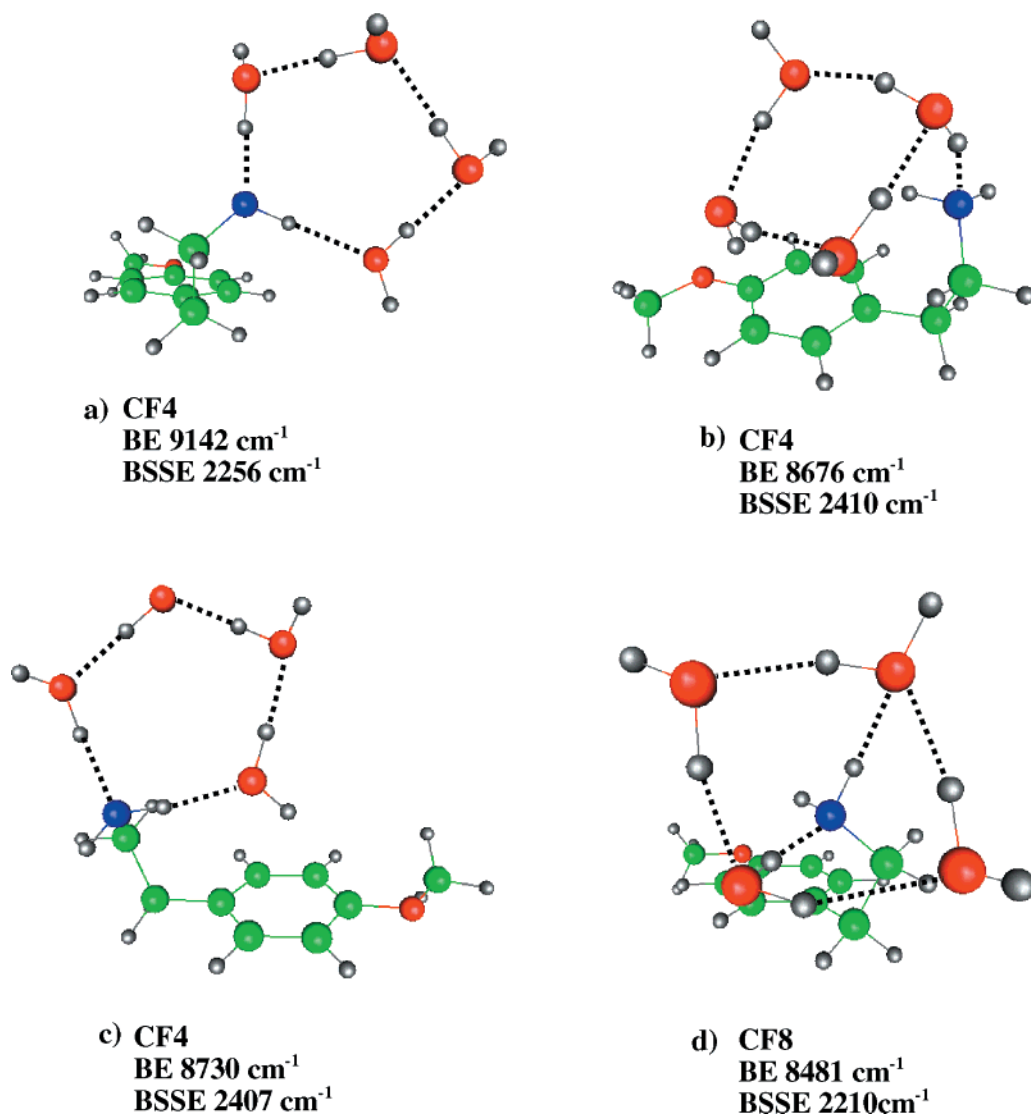 a) CF4
BE 9142 cm-1
BSSE 2256 cm-1
b) CF4
BE 8676 cm-1
BSSE 2410 cm-1
c) CF4
BE 8730 cm-1
BSSE 2407 cm-1
d) CF8
BE 8481 cm-1
BSSE 2210cm-1